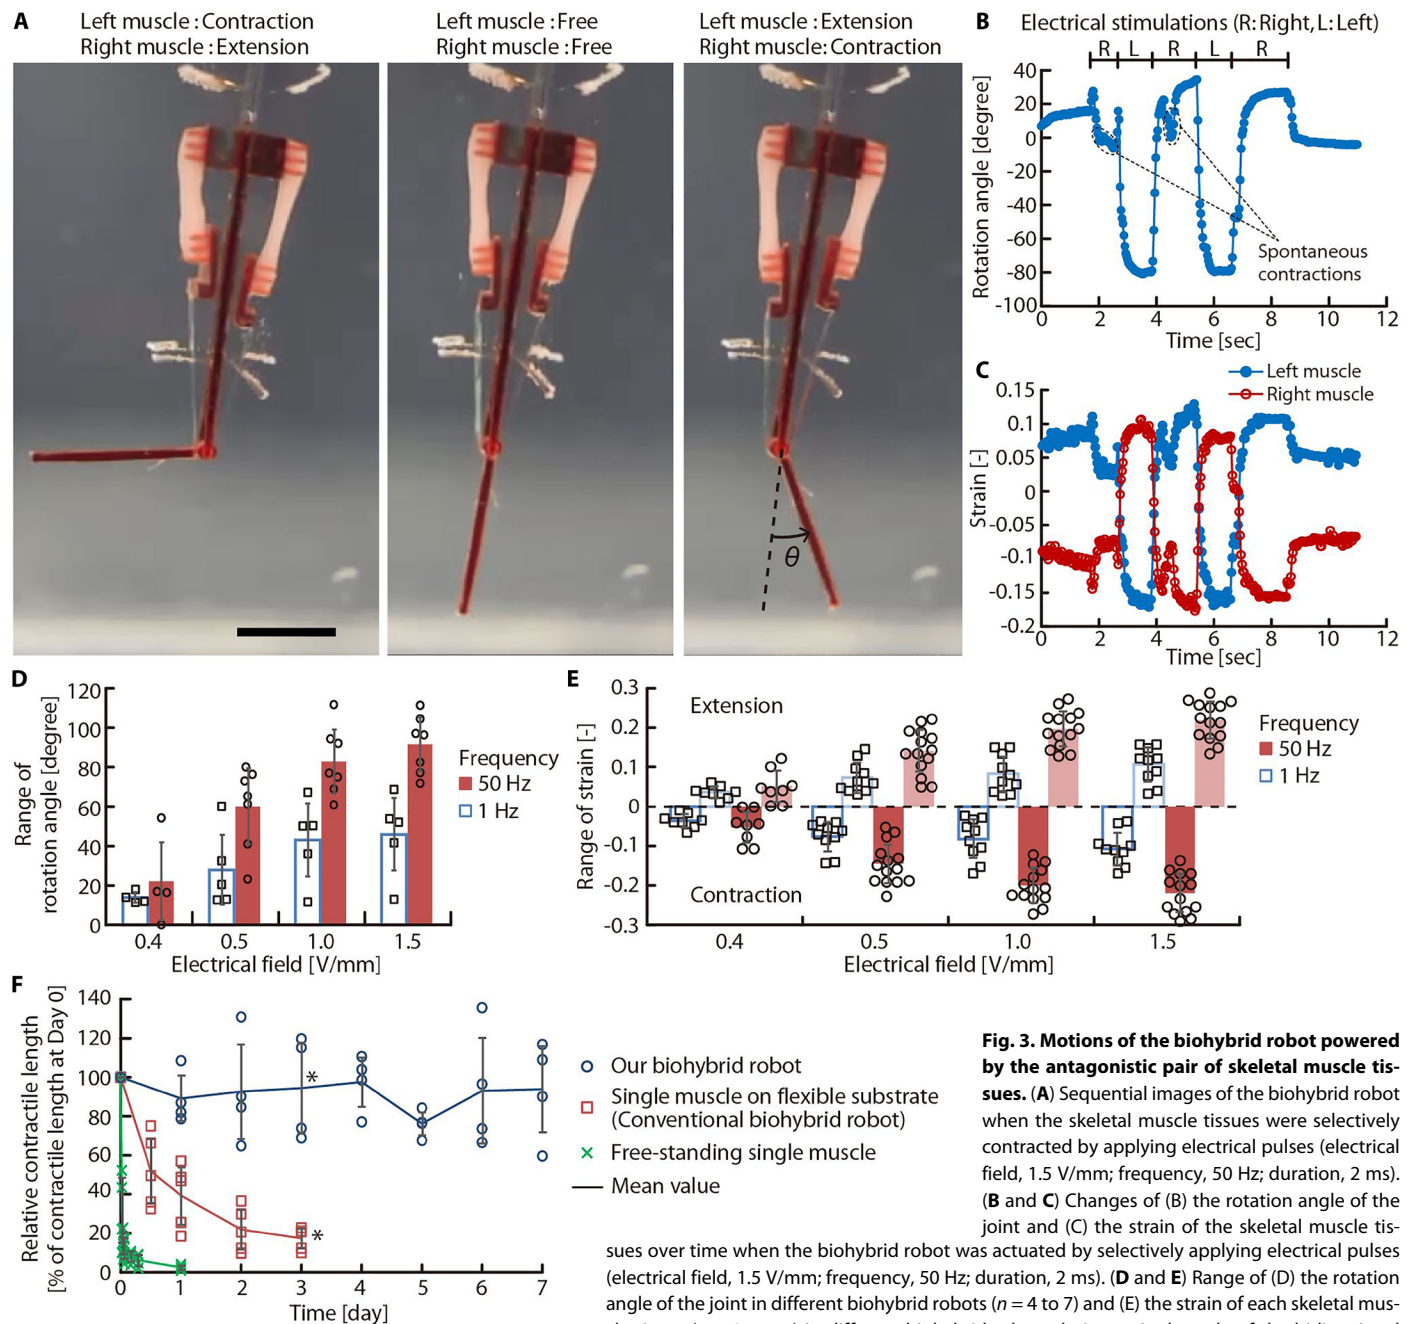 A
Left muscle : Contraction
Right muscle : Extension
Left muscle : Free
Right muscle : Free
Left muscle : Extension
Right muscle: Contraction
θ
B
Electrical stimulations (R: Right, L: Left)
R L R L R
Rotation angle [degree]
40
20
0
-20
-40
-60
-80
-100
Spontaneous
contractions
0 2 4 6 8 10 12
Time [sec]
C
Left muscle
Right muscle
Strain [-]
0.15
0.1
0.05
0
-0.05
-0.1
-0.15
-0.2
0 2 4 6 8 10 12
Time [sec]
D
Range of
rotation angle [degree]
120
100
80
60
40
20
0
Frequency
50 Hz
1 Hz
0.4 0.5 1.0 1.5
Electrical field [V/mm]
E
Range of strain [-]
0.3
0.2
0.1
0
-0.1
-0.2
-0.3
Extension
Contraction
Frequency
50 Hz
1 Hz
0.4 0.5 1.0 1.5
Electrical field [V/mm]
F
Relative contractile length
[% of contractile length at Day 0]
140
120
100
80
60
40
20
0
*
*
0 1 2 3 4 5 6 7
Time [day]
Our biohybrid robot
Single muscle on flexible substrate
(Conventional biohybrid robot)
Free-standing single muscle
Mean value
Fig. 3. Motions of the biohybrid robot powered
by the antagonistic pair of skeletal muscle tis-
sues. (A) Sequential images of the biohybrid robot
when the skeletal muscle tissues were selectively
contracted by applying electrical pulses (electrical
field, 1.5 V/mm; frequency, 50 Hz; duration, 2 ms).
(B and C) Changes of (B) the rotation angle of the
joint and (C) the strain of the skeletal muscle tis-
sues over time when the biohybrid robot was actuated by selectively applying electrical pulses
(electrical field, 1.5 V/mm; frequency, 50 Hz; duration, 2 ms). (D and E) Range of (D) the rotation
angle of the joint in different biohybrid robots (n = 4 to 7) and (E) the strain of each skeletal mus-